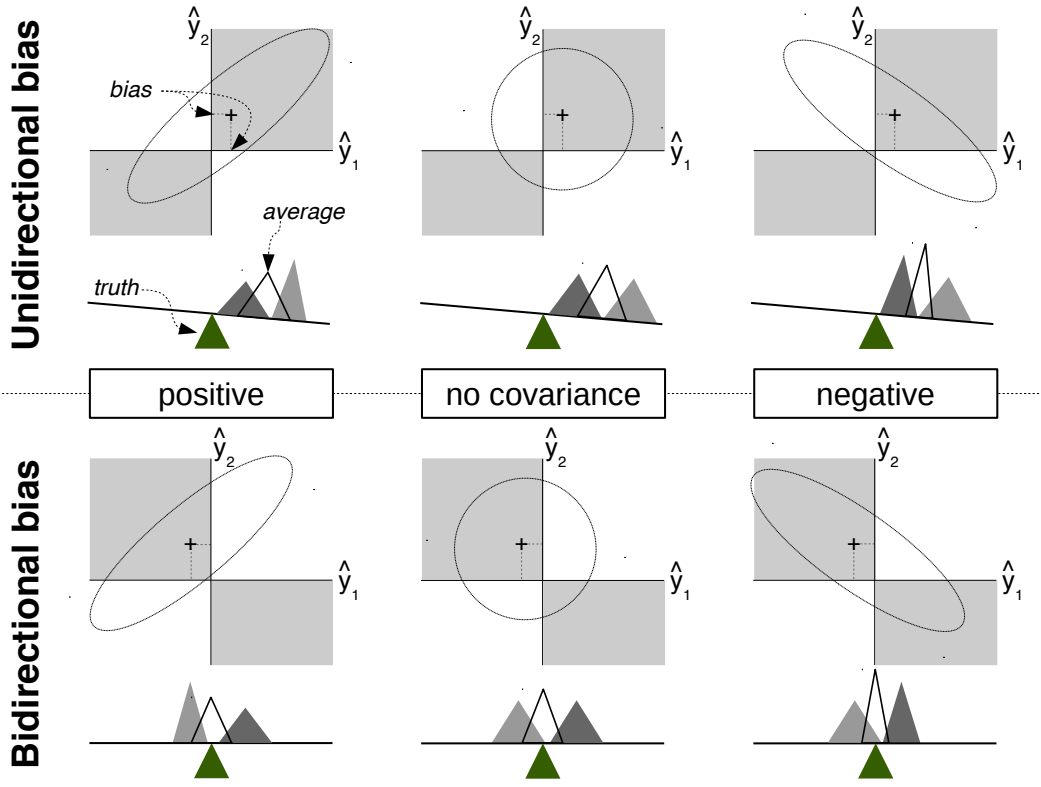 Unidirectional bias
ŷ2
bias
ŷ1
average
truth
ŷ2
ŷ1
ŷ2
ŷ1
positive
no covariance
negative
Bidirectional bias
ŷ2
ŷ1
ŷ2
ŷ1
ŷ2
ŷ1